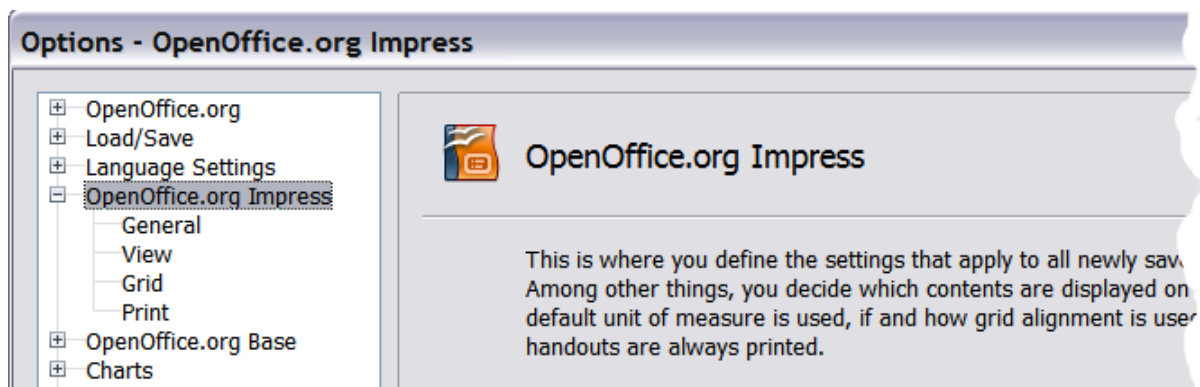 Options - OpenOffice.org Impress
OpenOffice.org
Load/Save
Language Settings
OpenOffice.org Impress
General
View
Grid
Print
OpenOffice.org Base
Charts
OpenOffice.org Impress
This is where you define the settings that apply to all newly
Among other things, you decide which contents are displayed on
default unit of measure is used, if and how grid alignment is
handouts are always printed.